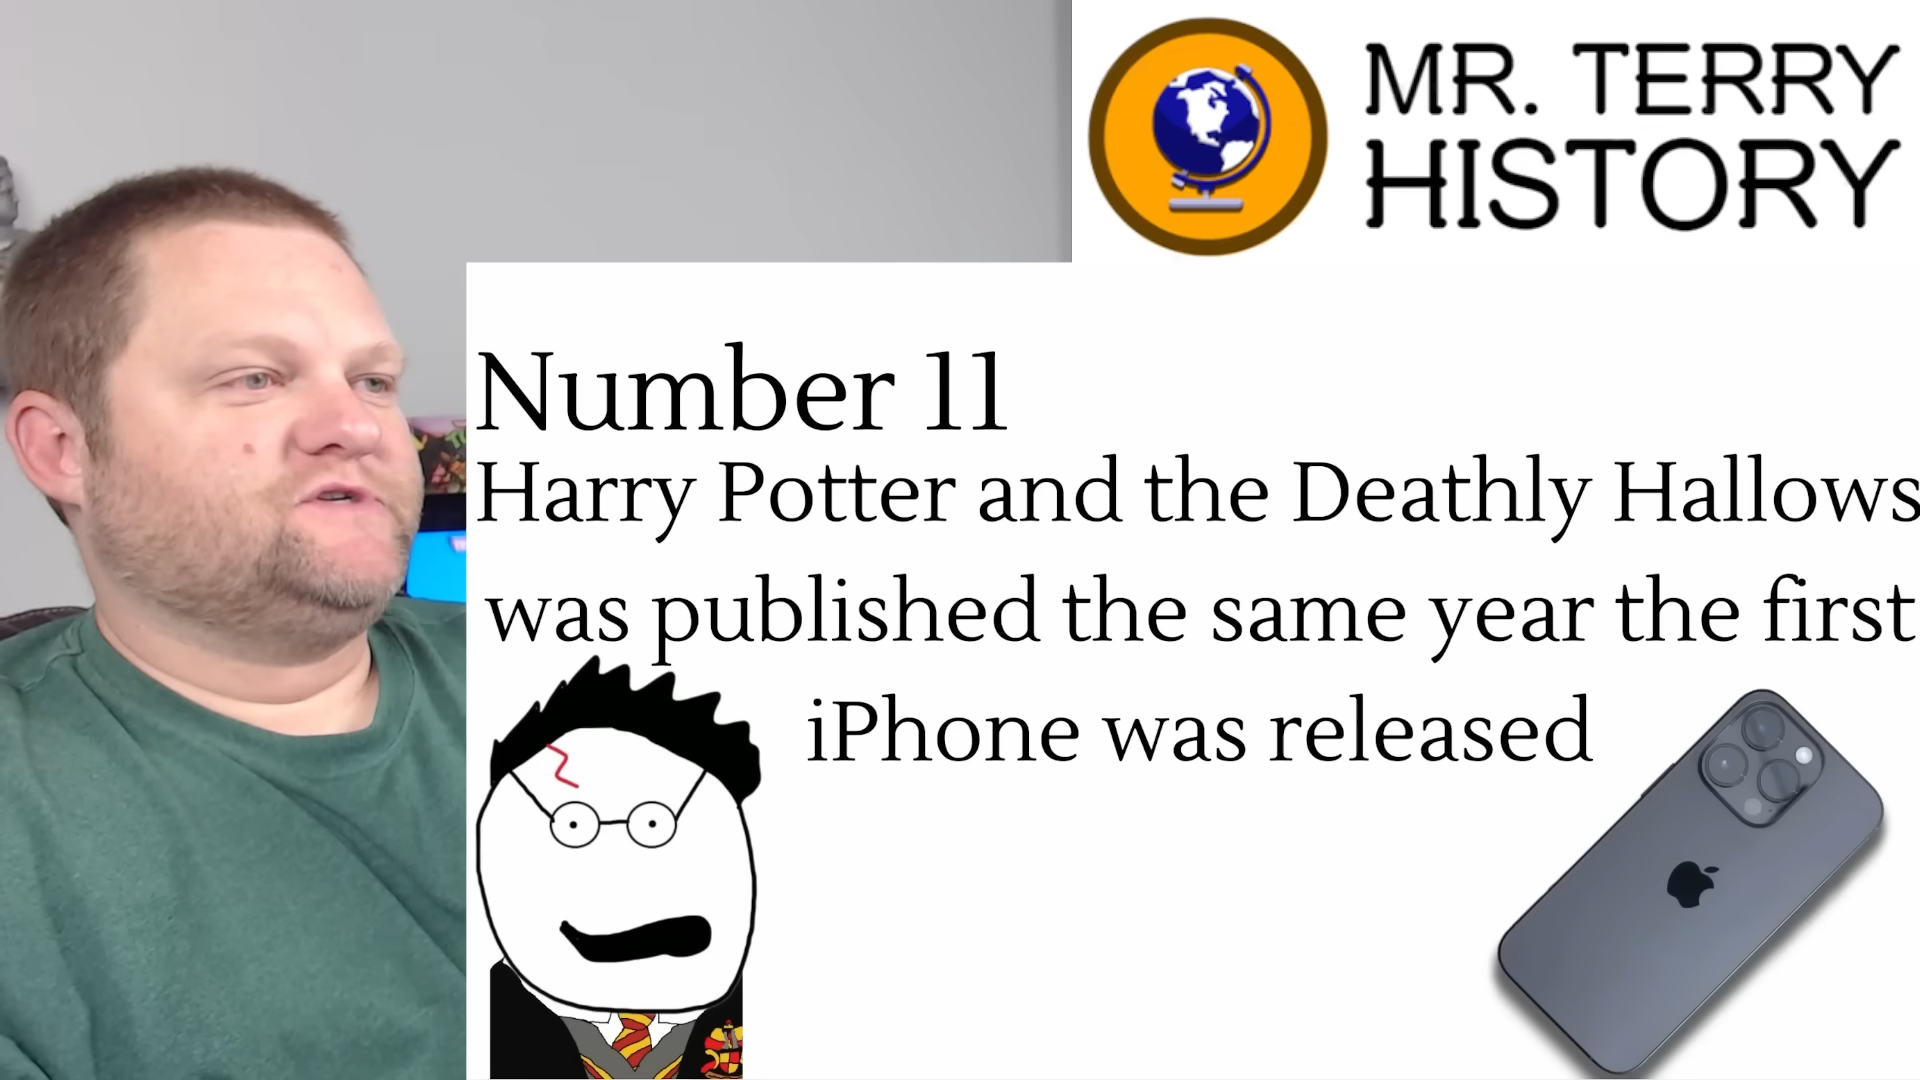 MR. TERRY
HISTORY
Number 11
Harry Potter and the Deathly Hallows
was published the same year the first
iPhone was released